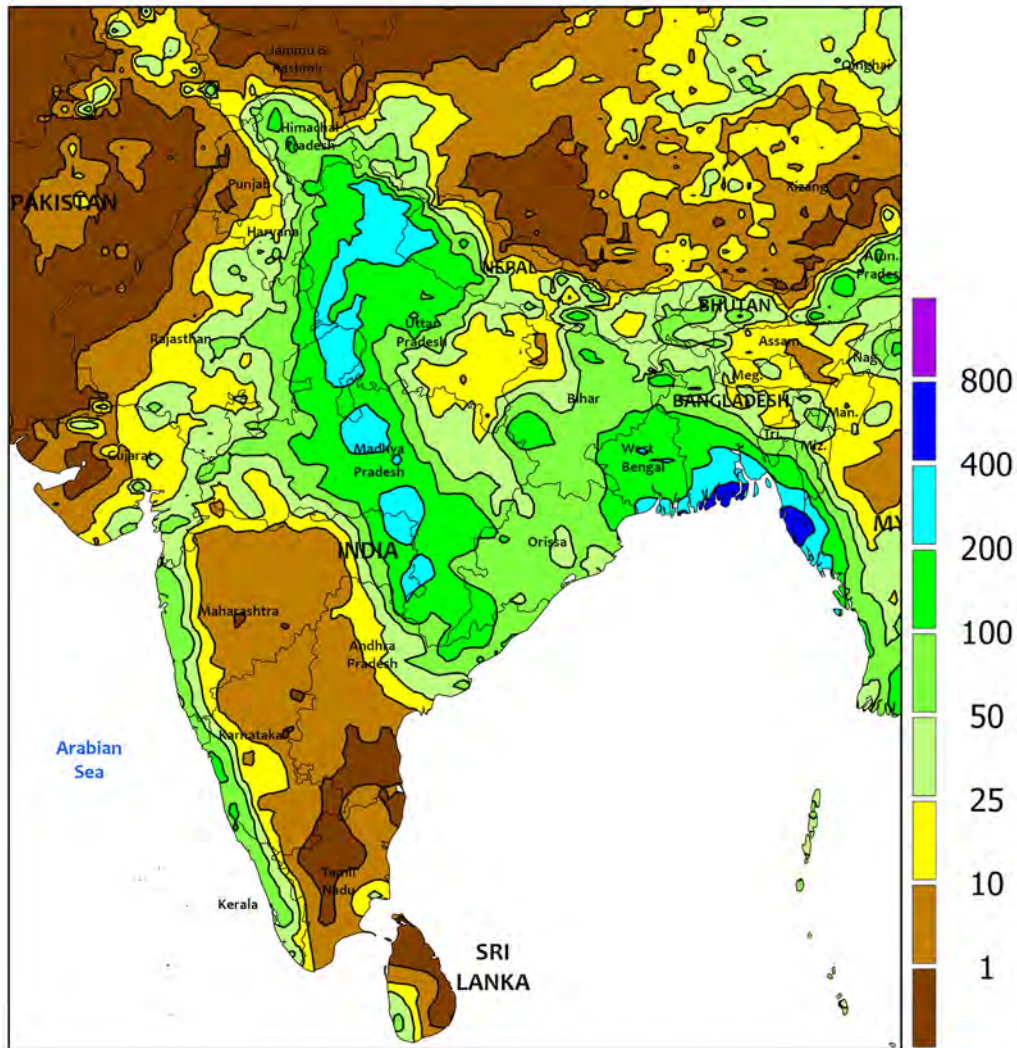 Jammu &
Kashmir
Qinghai
Himachal
Pradesh
Punjab
Xizang
PAKISTAN
Haryana
Arun.
Pradesh
NEPAL
BHUTAN
Uttar
Pradesh
Rajasthan
Assam
Nag.
Meg.
Bihar
BANGLADESH
Man.
Tri.
Miz.
Gujarat
Madhya
Pradesh
West
Bengal
MY
INDIA
Orissa
Maharashtra
Andhra
Pradesh
Karnataka
Arabian
Sea
Tamil
Nadu
Kerala
SRI
LANKA
800
400
200
100
50
25
10
1